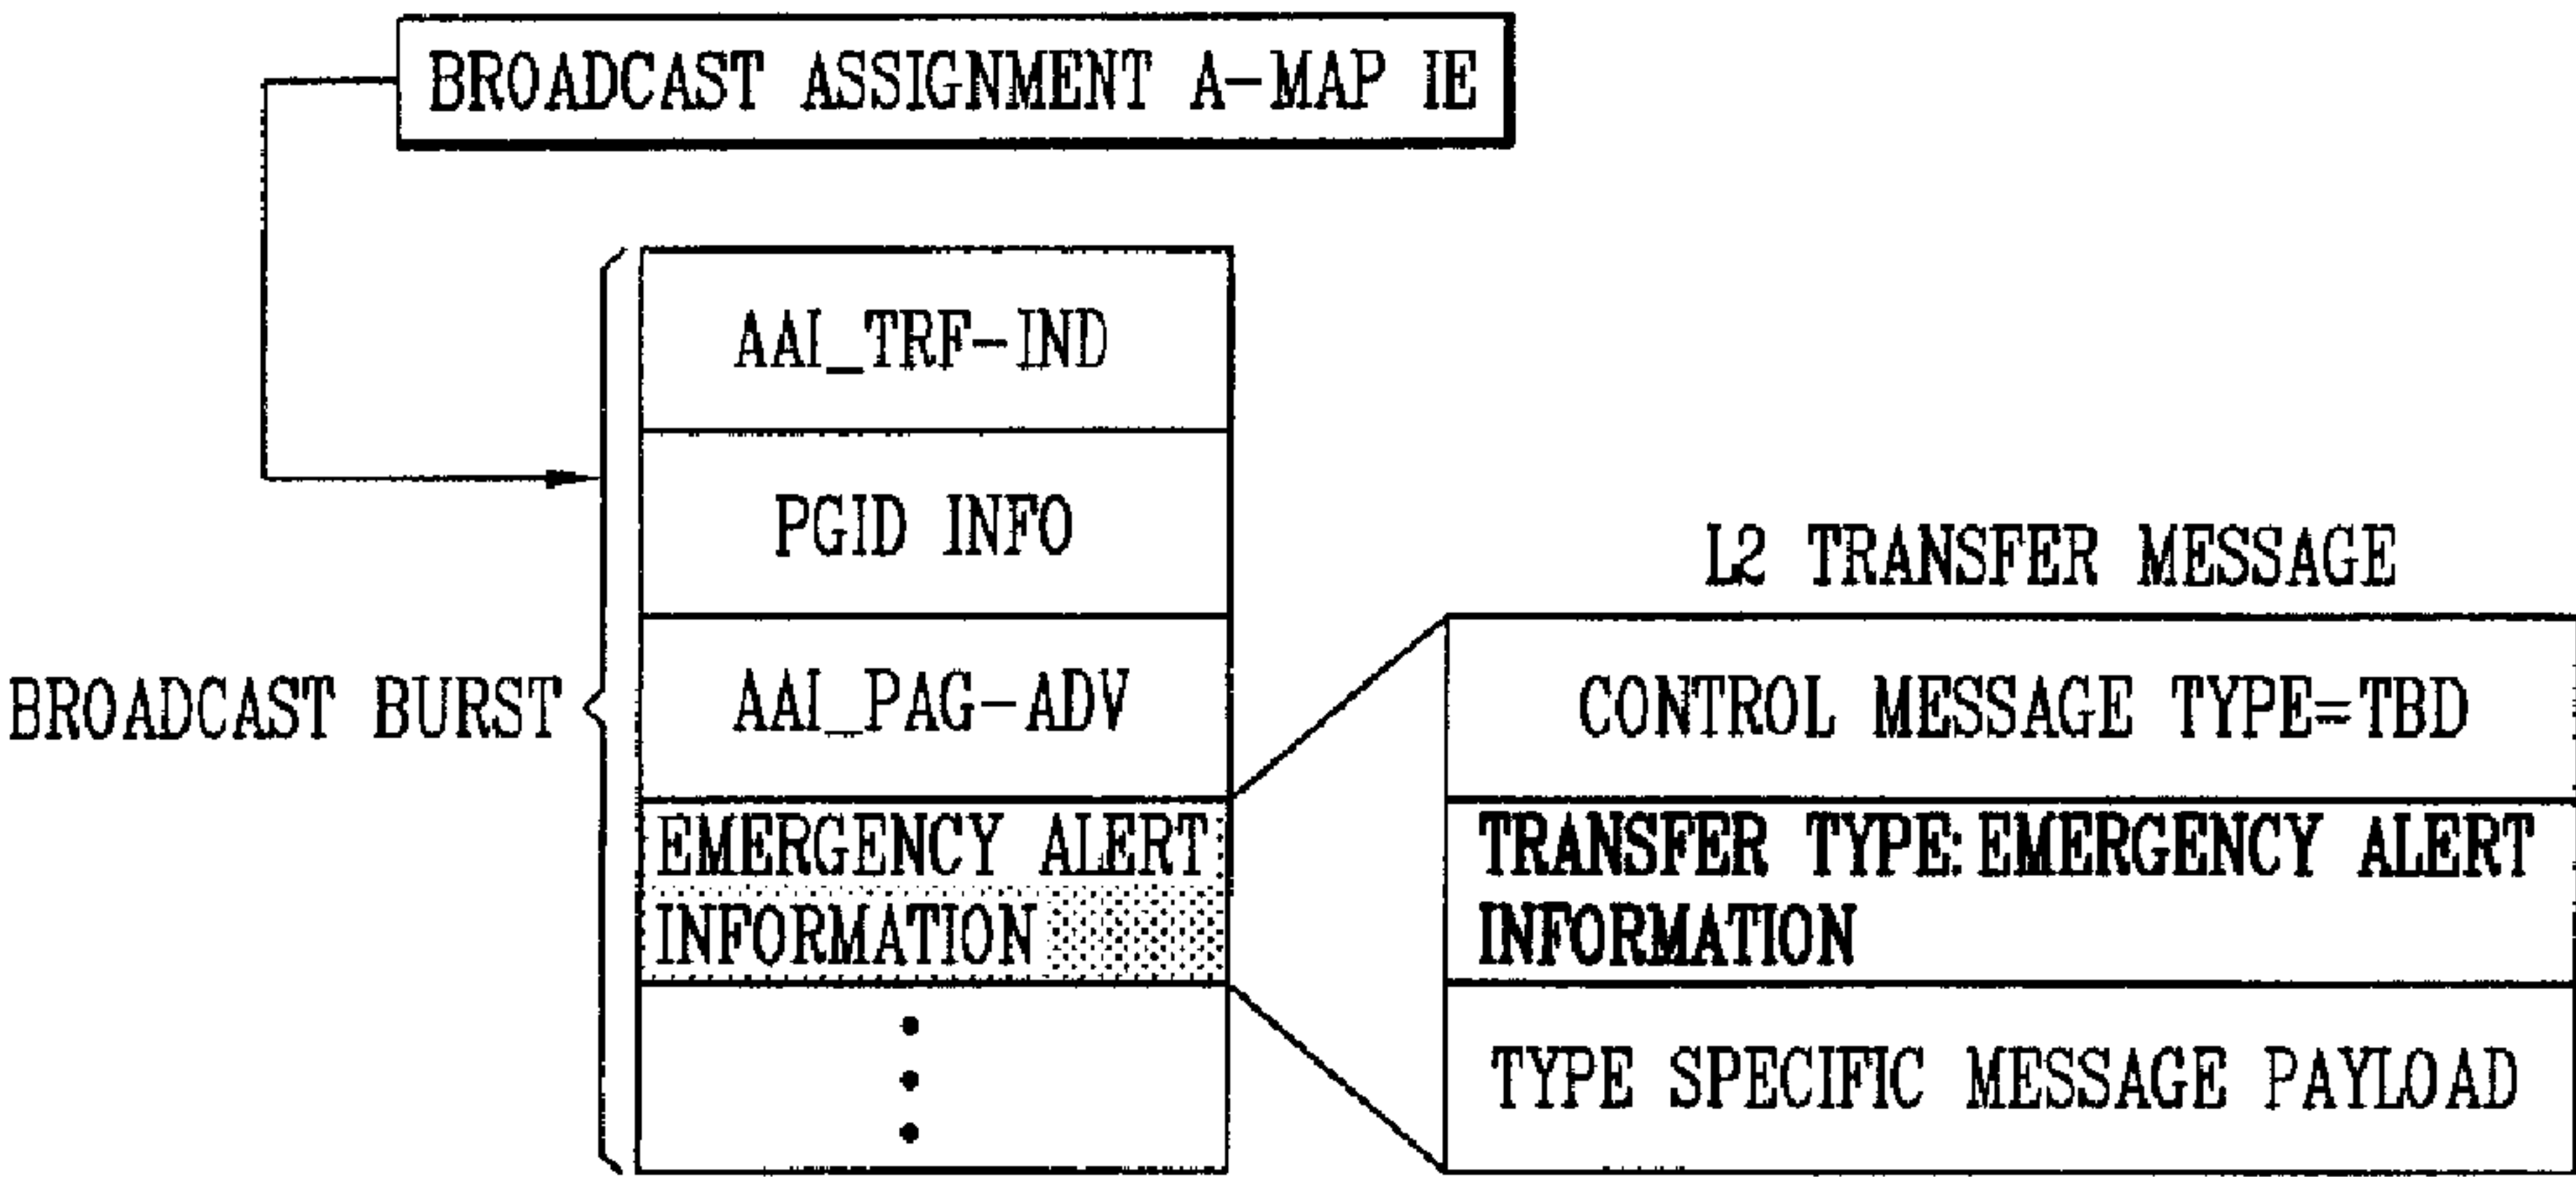 BROADCAST ASSIGNMENT A-MAP IE
AAI_TRF-IND
PGID INFO
AAI_PAG-ADV
EMERGENCY ALERT
INFORMATION
BROADCAST BURST
L2 TRANSFER MESSAGE
CONTROL MESSAGE TYPE=TBD
TRANSFER TYPE: EMERGENCY ALERT
INFORMATION
TYPE SPECIFIC MESSAGE PAYLOAD